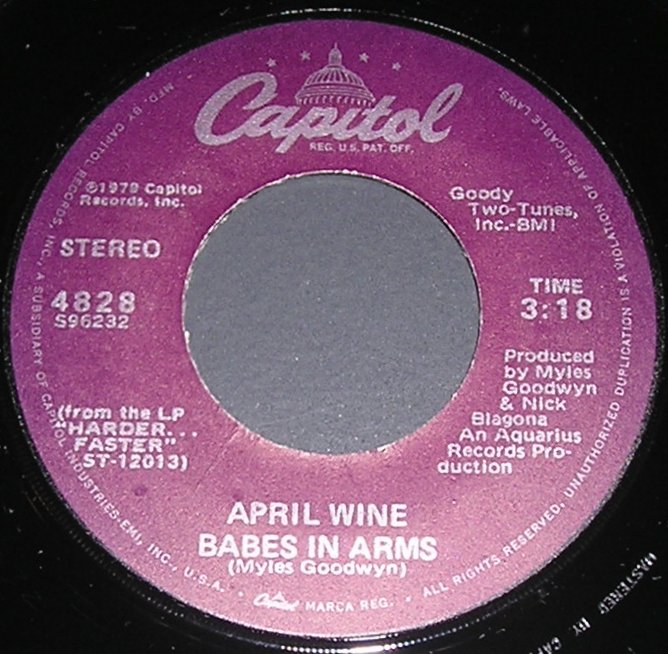 Capitol
REG. U.S. PAT. OFF.
℗1979 Capitol
Records, Inc.
STEREO
4828
S96232
(from the LP
"HARDER...
FASTER"
ST-12013)
Goody
Two-Tunes,
Inc.-BMI
TIME
3:18
Produced
by Myles
Goodwyn
& Nick
Blagona
An Aquarius
Records Pro-
duction
APRIL WINE
BABES IN ARMS
(Myles Goodwyn)
MFD. BY CAPITOL RECORDS, INC., A SUBSIDIARY OF CAPITOL INDUSTRIES-EMI, INC., U.S.A. • Capitol MARCA REG. • ALL RIGHTS RESERVED. UNAUTHORIZED DUPLICATION IS A VIOLATION OF APPLICABLE LAWS.
MASTERED BY CAP